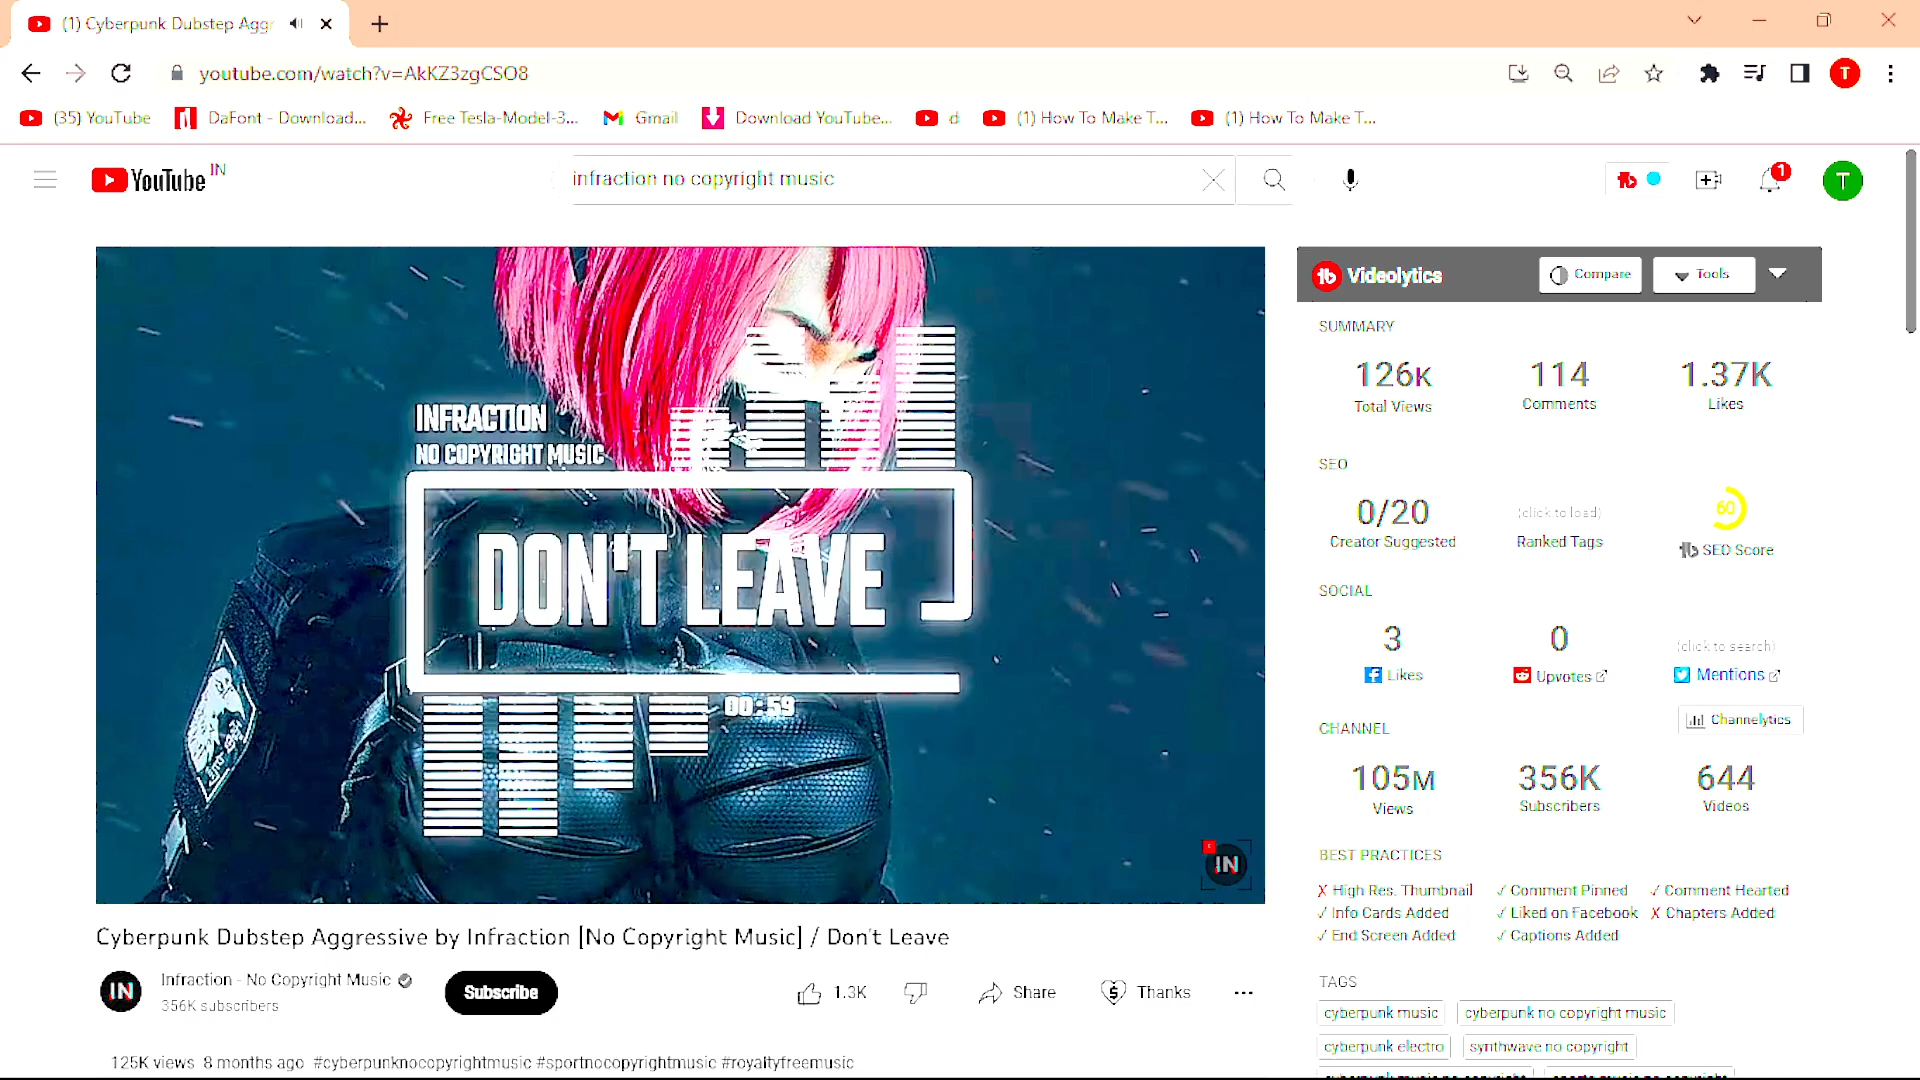 (1) Cyberpunk Dubstep Aggr
youtube.com/watch?v=AkKZ3zgCSO8
T
(35) YouTube
DaFont - Download...
Free Tesla-Model-3...
Gmail
Download YouTube...
d
(1) How To Make T...
(1) How To Make T...
YouTube IN
infraction no copyright music
1
T
INFRACTION
NO COPYRIGHT MUSIC
DON'T LEAVE
00:59
IN
Videolytics
Compare
Tools
SUMMARY
126K 114 1.37K
Total Views Comments Likes
SEO
0/20 (click to load) 60
Creator Suggested Ranked Tags SEO Score
SOCIAL
3 0 (click to search)
Likes Upvotes Mentions
CHANNEL
Channelytics
105M 356K 644
Views Subscribers Videos
BEST PRACTICES
✗ High Res. Thumbnail ✓ Comment Pinned ✓ Comment Hearted
✓ Info Cards Added ✓ Liked on Facebook ✗ Chapters Added
✓ End Screen Added ✓ Captions Added
TAGS
cyberpunk music cyberpunk no copyright music
cyberpunk electro synthwave no copyright
Cyberpunk Dubstep Aggressive by Infraction [No Copyright Music] / Don't Leave
IN
Infraction - No Copyright Music
356K subscribers
Subscribe
1.3K
Share
Thanks
125K views 8 months ago #cyberpunknocopyrightmusic #sportnocopyrightmusic #royaltyfreemusic